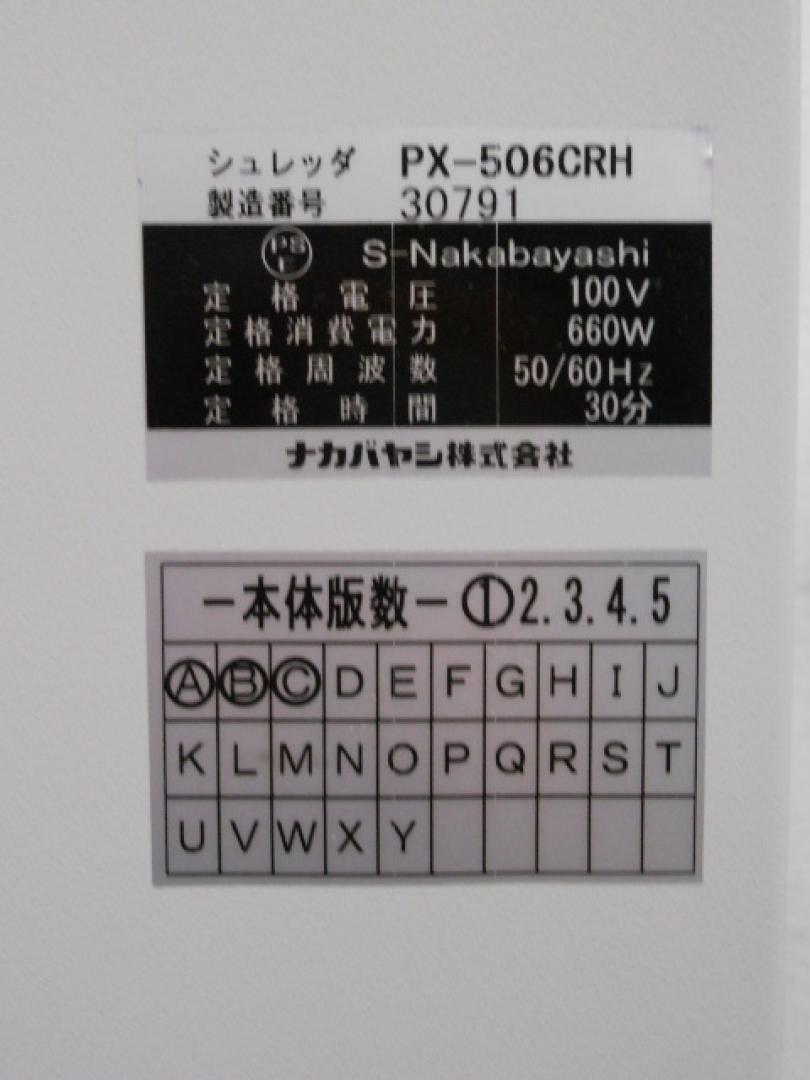 シュレッダ PX-506CRH
製造番号 30791
PS E S-Nakabayashi
定格電圧 100V
定格消費電力 660W
定格周波数 50/60Hz
定格時間 30分
ナカバヤシ株式会社
-本体版数- ①2.3.4.5
Ⓐ Ⓑ Ⓒ D E F G H I J
K L M N O P Q R S T
U V W X Y